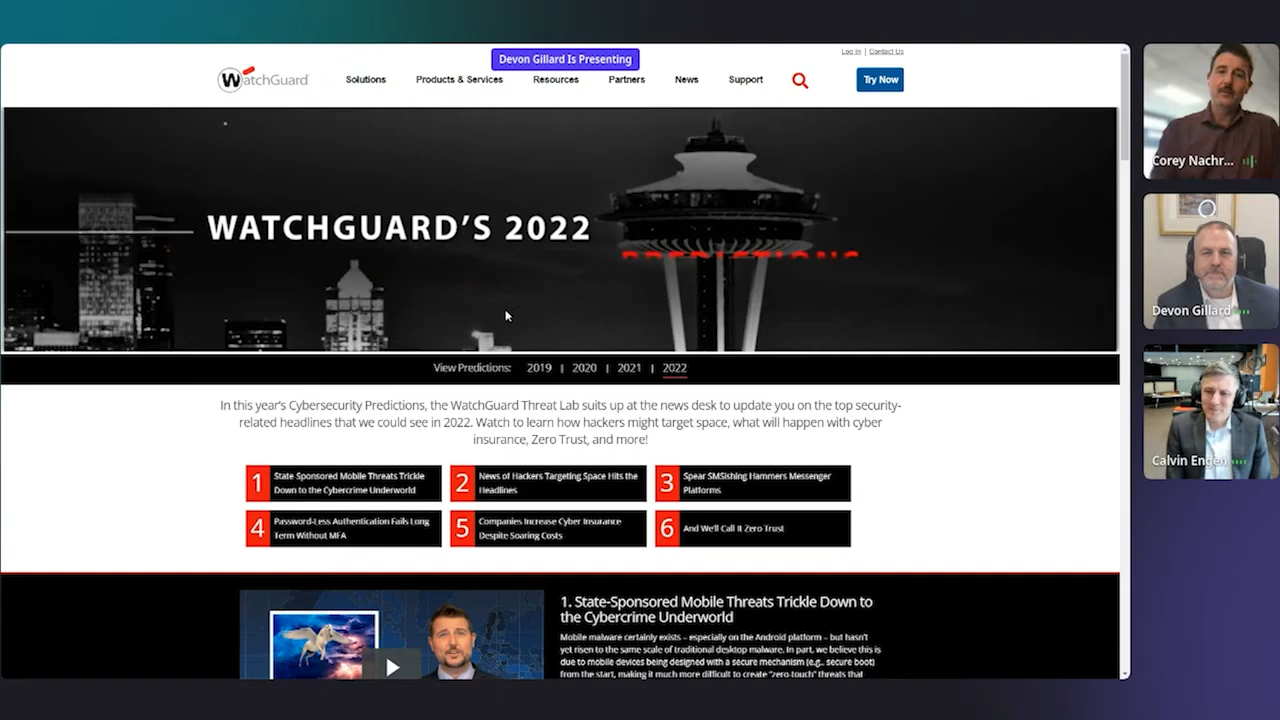 Devon Gillard Is Presenting
Log In | Contact Us
WatchGuard
Solutions
Products & Services
Resources
Partners
News
Support
Try Now
WATCHGUARD'S 2022
PREDICTIONS
View Predictions: 2019 | 2020 | 2021 | 2022
In this year's Cybersecurity Predictions, the WatchGuard Threat Lab suits up at the news desk to update you on the top security-
related headlines that we could see in 2022. Watch to learn how hackers might target space, what will happen with cyber
insurance, Zero Trust, and more!
1 State Sponsored Mobile Threats Trickle
Down to the Cybercrime Underworld
2 News of Hackers Targeting Space Hits the
Headlines
3 Spear SMSishing Hammers Messenger
Platforms
4 Password-Less Authentication Fails Long
Term Without MFA
5 Companies Increase Cyber Insurance
Despite Soaring Costs
6 And We'll Call It Zero Trust
1. State-Sponsored Mobile Threats Trickle Down to
the Cybercrime Underworld
Mobile malware certainly exists – especially on the Android platform – but hasn't
yet risen to the same scale of traditional desktop malware. In part, we believe this is
due to mobile devices being designed with a secure mechanism (e.g., secure boot)
from the start, making it much more difficult to create "zero-touch" threats that
Corey Nachr...
Devon Gillard
Calvin Engen